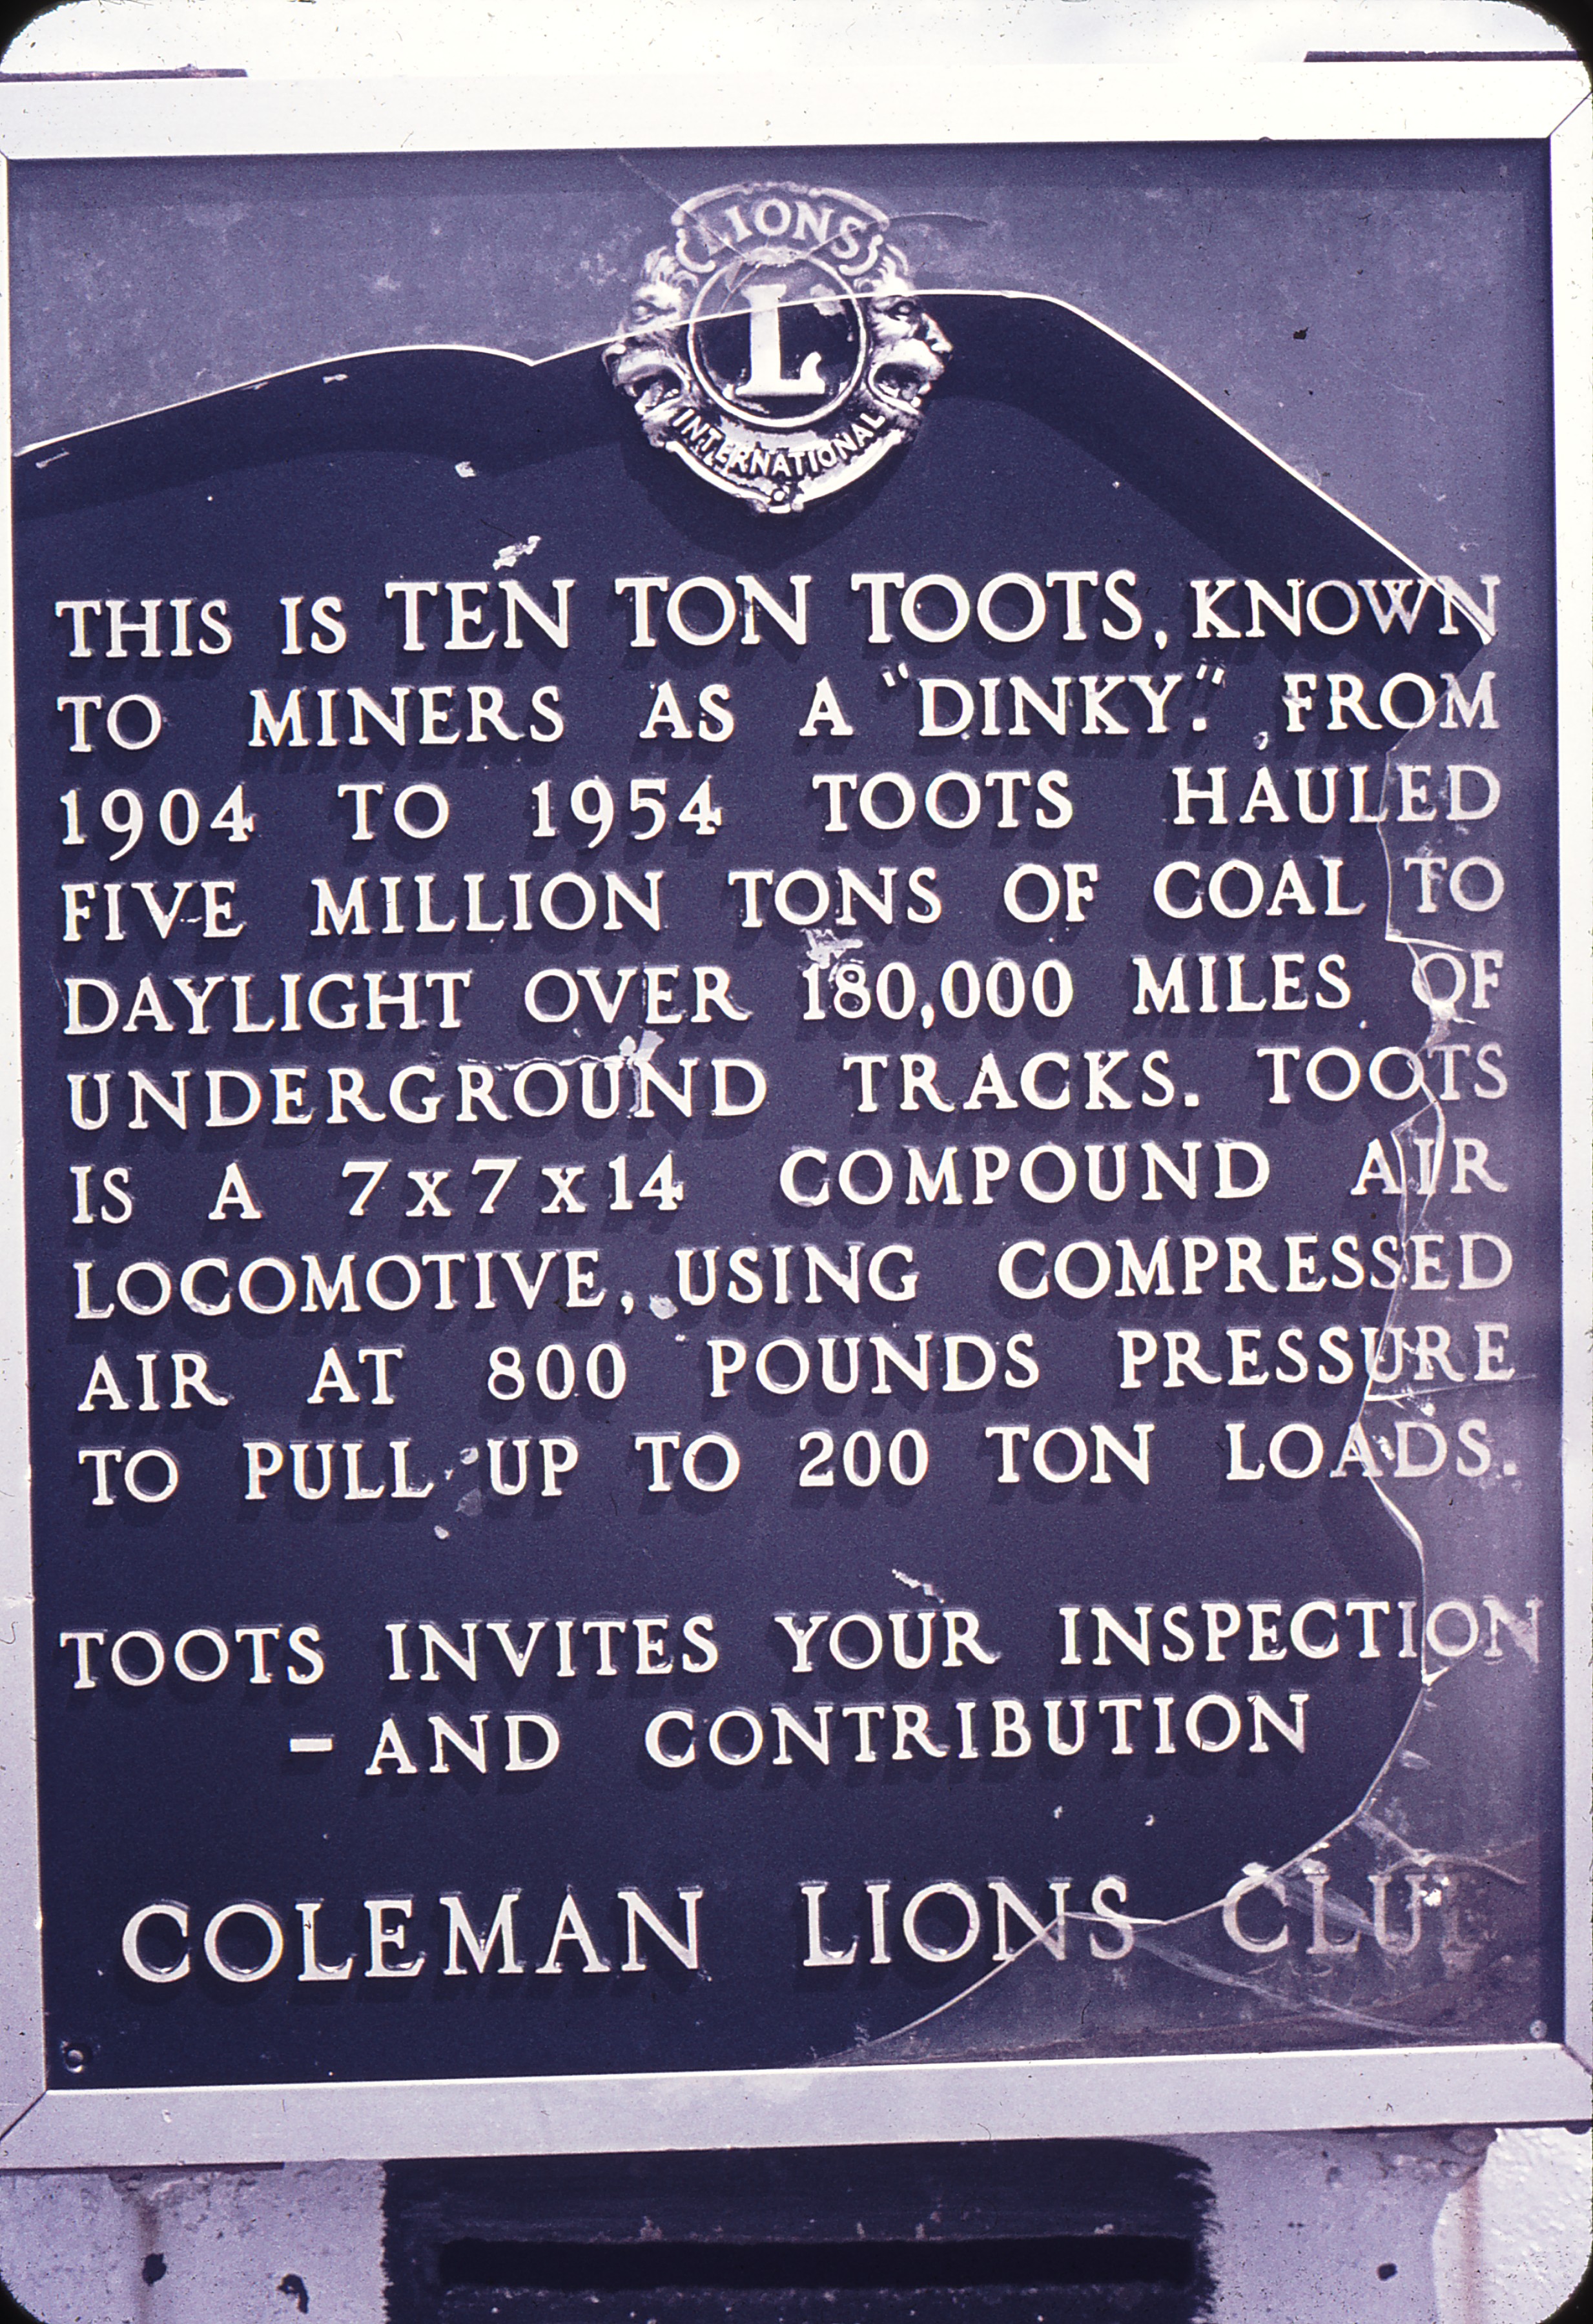 LIONS
L
INTERNATIONAL
THIS IS TEN TON TOOTS, KNOWN
TO MINERS AS A "DINKY". FROM
1904 TO 1954 TOOTS HAULED
FIVE MILLION TONS OF COAL TO
DAYLIGHT OVER 180,000 MILES OF
UNDERGROUND TRACKS. TOOTS
IS A 7x7x14 COMPOUND AIR
LOCOMOTIVE, USING COMPRESSED
AIR AT 800 POUNDS PRESSURE
TO PULL UP TO 200 TON LOADS.
TOOTS INVITES YOUR INSPECTION
- AND CONTRIBUTION
COLEMAN LIONS CLUB